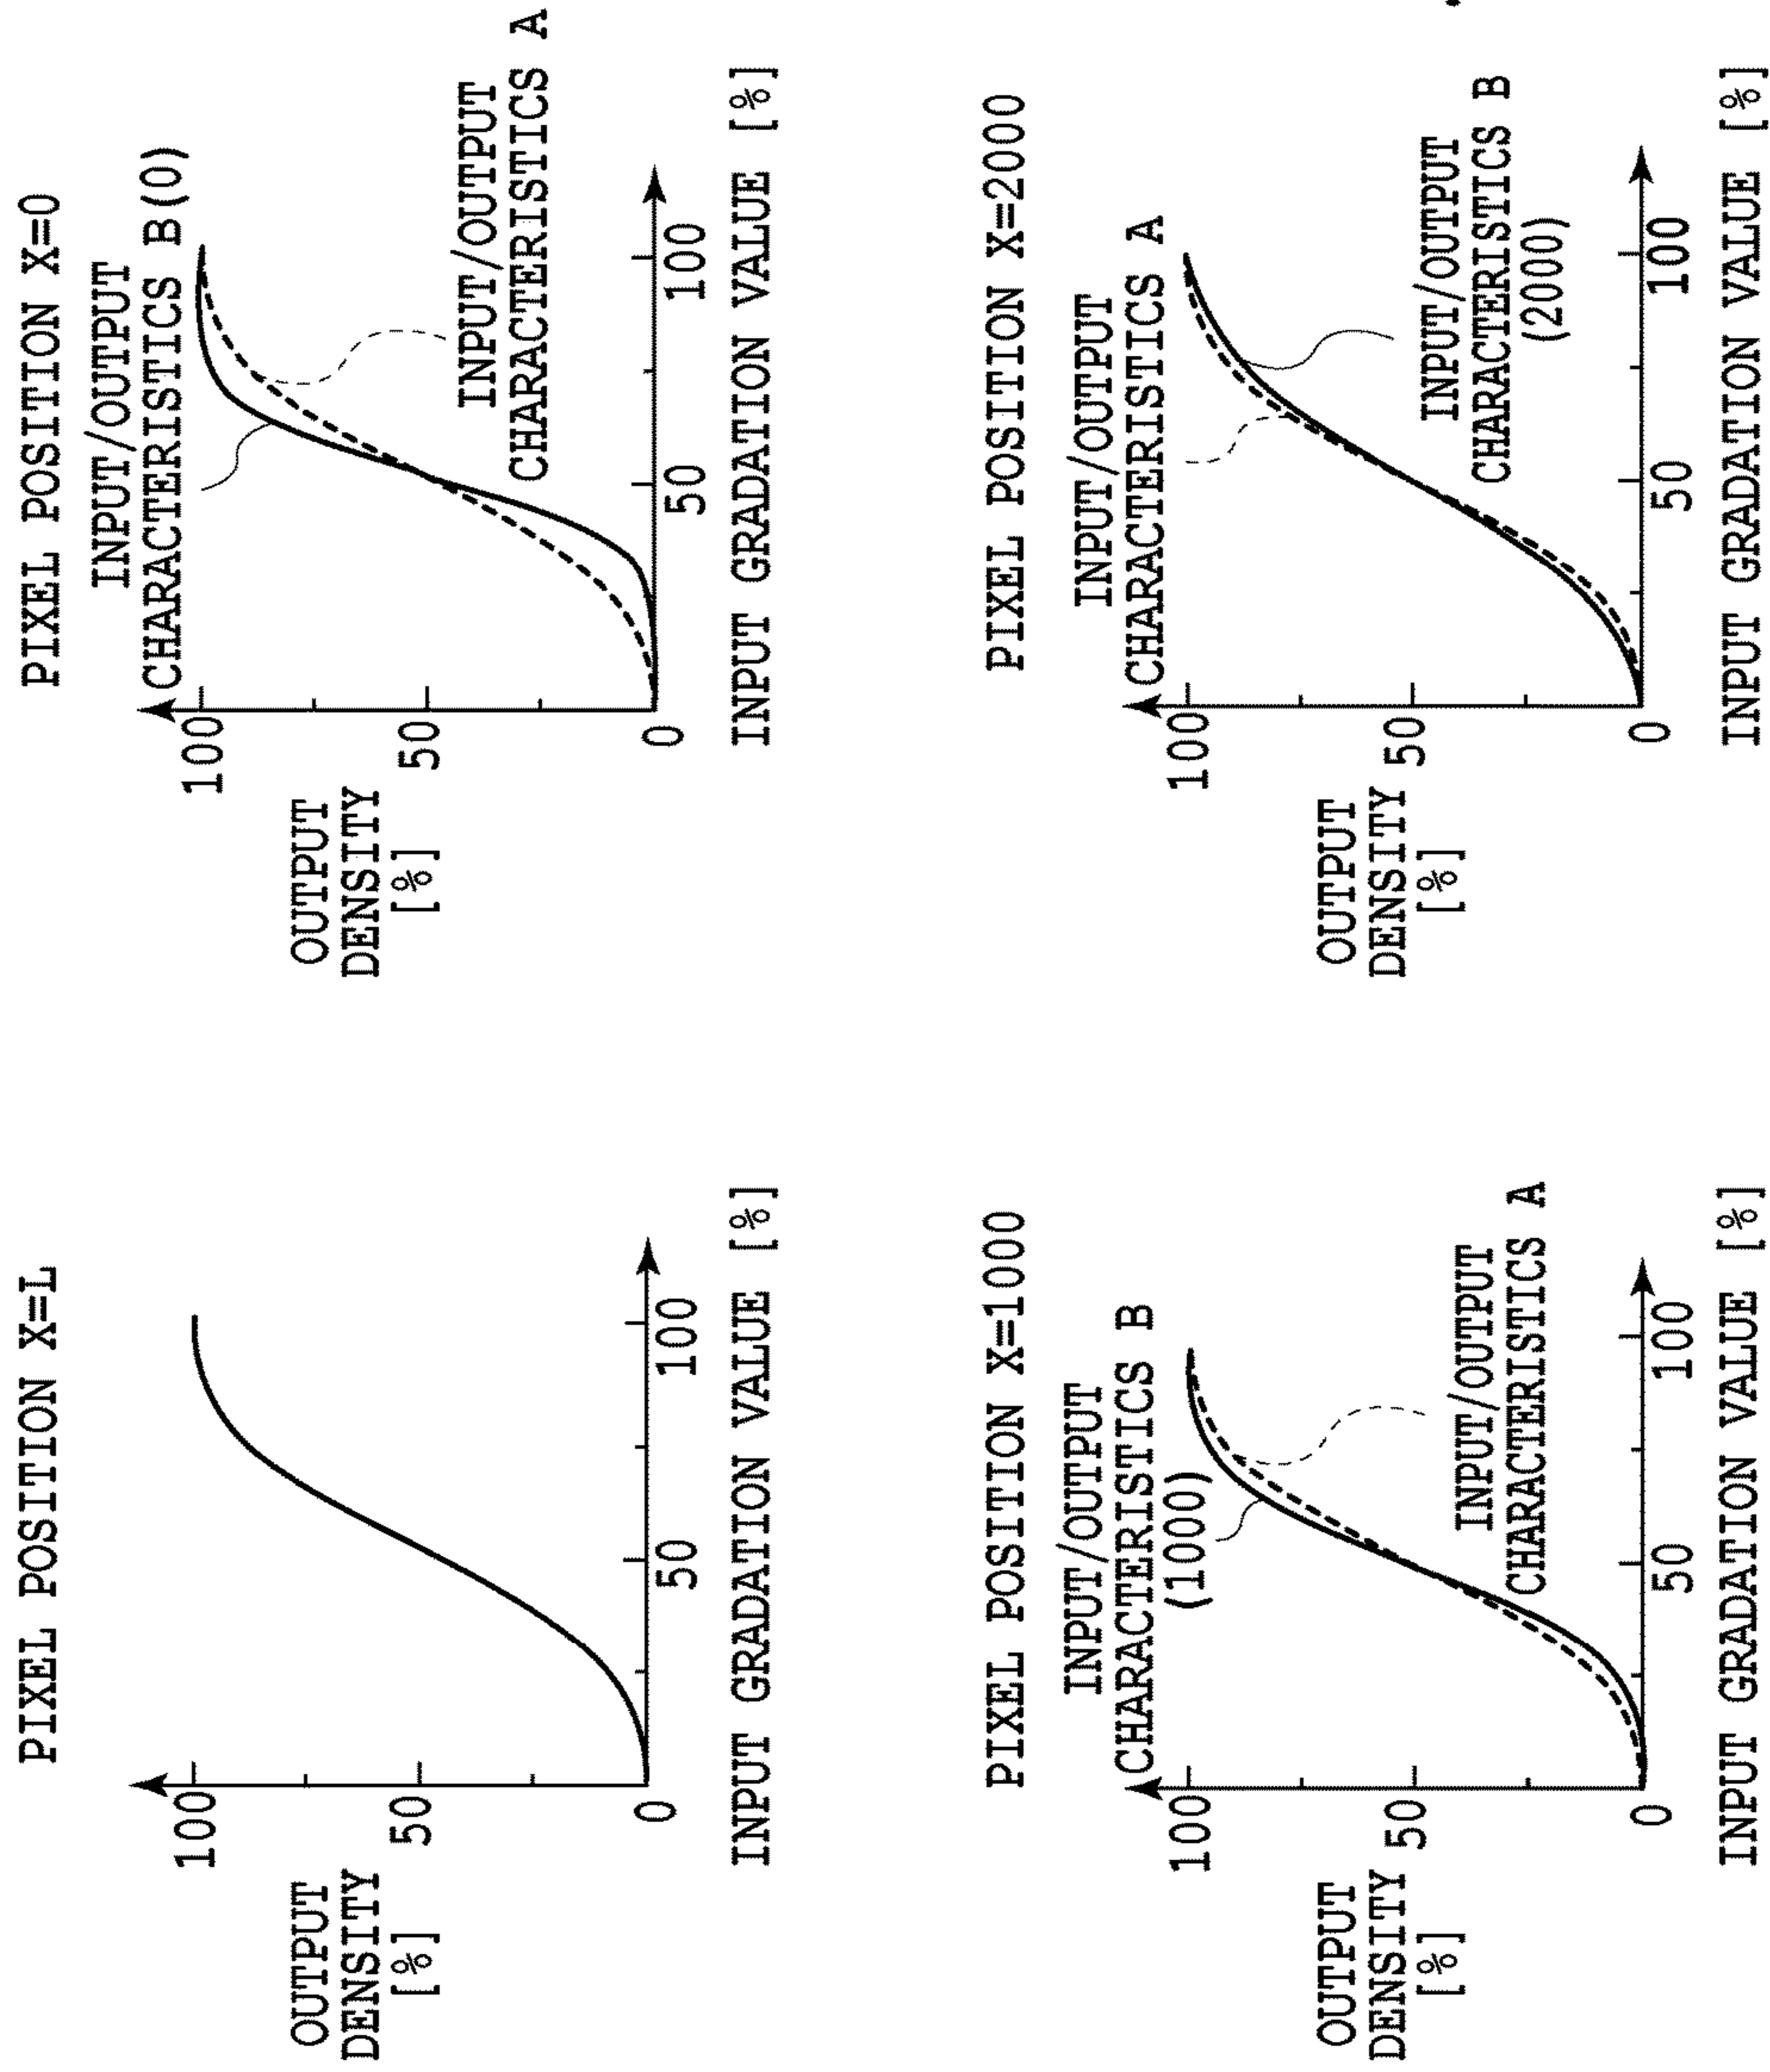 PIXEL POSITION X=L
100
OUTPUT
DENSITY
[%]
50
0
50
100
INPUT GRADATION VALUE [%]
PIXEL POSITION X=0
INPUT/OUTPUT
CHARACTERISTICS B(0)
100
OUTPUT
DENSITY
[%]
50
INPUT/OUTPUT
CHARACTERISTICS A
0
50
100
INPUT GRADATION VALUE [%]
PIXEL POSITION X=1000
INPUT/OUTPUT
CHARACTERISTICS B
(1000)
100
OUTPUT
DENSITY
[%]
50
INPUT/OUTPUT
CHARACTERISTICS A
0
50
100
INPUT GRADATION VALUE [%]
PIXEL POSITION X=2000
INPUT/OUTPUT
CHARACTERISTICS A
100
OUTPUT
DENSITY
[%]
50
INPUT/OUTPUT
CHARACTERISTICS B
(2000)
0
50
100
INPUT GRADATION VALUE [%]